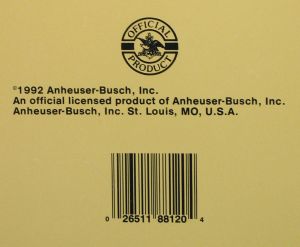 OFFICIAL
PRODUCT
©1992 Anheuser-Busch, Inc.
An official licensed product of Anheuser-Busch, Inc.
Anheuser-Busch, Inc. St. Louis, MO, U.S.A.
0 26511 88120 4